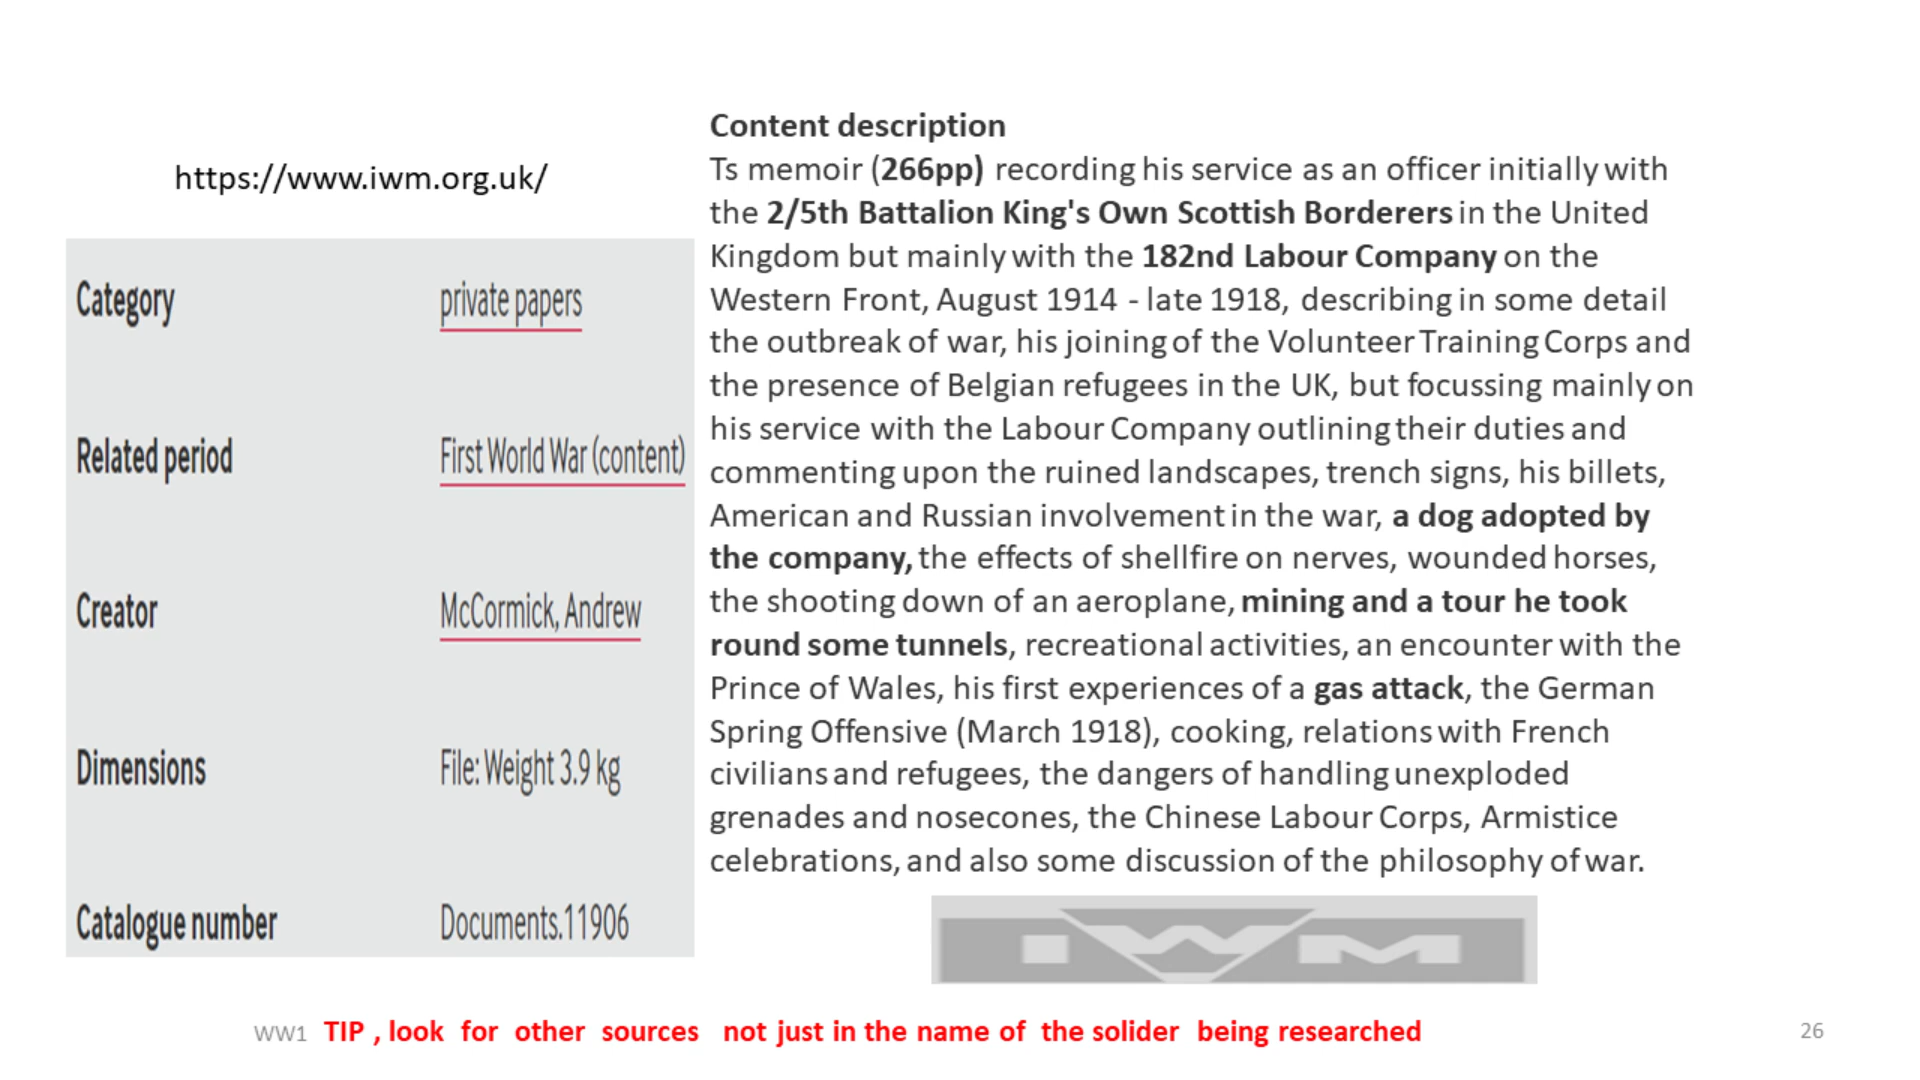 https://www.iwm.org.uk/
Category private papers
Related period First World War (content)
Creator McCormick, Andrew
Dimensions File: Weight 3.9 kg
Catalogue number Documents.11906
Content description
Ts memoir (266pp) recording his service as an officer initially with
the 2/5th Battalion King's Own Scottish Borderers in the United
Kingdom but mainly with the 182nd Labour Company on the
Western Front, August 1914 - late 1918, describing in some detail
the outbreak of war, his joining of the Volunteer Training Corps and
the presence of Belgian refugees in the UK, but focussing mainly on
his service with the Labour Company outlining their duties and
commenting upon the ruined landscapes, trench signs, his billets,
American and Russian involvement in the war, a dog adopted by
the company, the effects of shellfire on nerves, wounded horses,
the shooting down of an aeroplane, mining and a tour he took
round some tunnels, recreational activities, an encounter with the
Prince of Wales, his first experiences of a gas attack, the German
Spring Offensive (March 1918), cooking, relations with French
civilians and refugees, the dangers of handling unexploded
grenades and nosecones, the Chinese Labour Corps, Armistice
celebrations, and also some discussion of the philosophy of war.
IWM
WW1 TIP , look for other sources not just in the name of the solider being researched
26